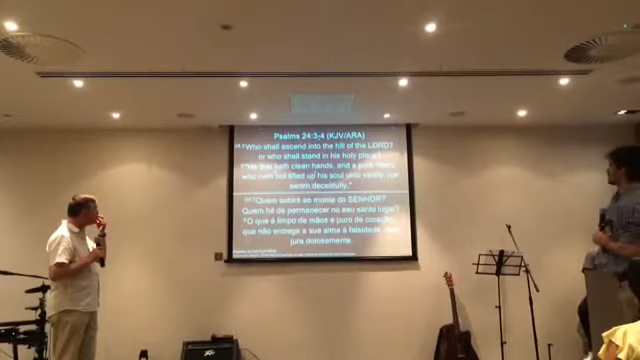 Psalms 24:3-4 (KJV/ARA)
"Who shall ascend into the hill of the LORD?
or who shall stand in his holy place?
"He that hath clean hands, and a pure heart;
who hath not lifted up his soul unto vanity, nor
sworn deceitfully."
"Quem subirá ao monte do SENHOR?
Quem há de permanecer no seu santo lugar?
"O que é limpo de mãos e puro de coração,
que não entrega a sua alma à falsidade, nem
jura dolosamente.
PEAVEY